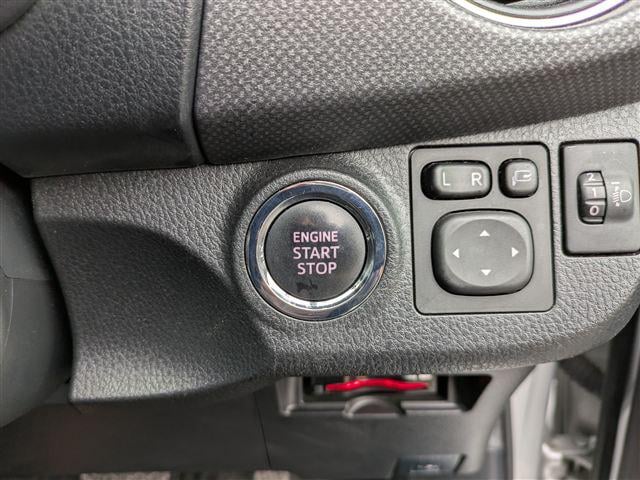 ENGINE
START
STOP
L R
2
1
0